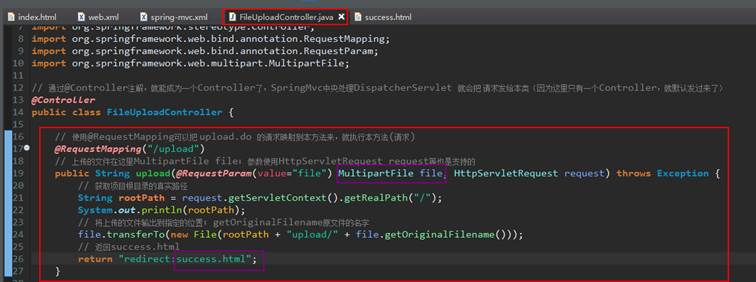 index.html web.xml spring-mvc.xml FileUploadController.java success.html
7 import org.springframework.stereotype.Controller;
8 import org.springframework.web.bind.annotation.RequestMapping;
9 import org.springframework.web.bind.annotation.RequestParam;
10 import org.springframework.web.multipart.MultipartFile;
11
12 // 通过@Controller注解，就能成为一个Controller了，SpringMvc中央处理DispatcherServlet 就会把 请求发给本类（因为这里只有一个Controller，就默认发过来了）
13 @Controller
14 public class FileUploadController {
15
16 // 使用@RequestMapping可以把 upload.do 的请求映射到本方法来，就执行本方法(请求)
17 @RequestMapping("/upload")
18 // 上传的文件在这里MultipartFile file；参数使用HttpServletRequest request等也是支持的
19 public String upload(@RequestParam(value="file") MultipartFile file, HttpServletRequest request) throws Exception {
20 // 获取项目根目录的真实路径
21 String rootPath = request.getServletContext().getRealPath("/");
22 System.out.println(rootPath);
23 // 将上传的文件输出到指定的位置；getOriginalFilename原文件的名字
24 file.transferTo(new File(rootPath + "upload/" + file.getOriginalFilename()));
25 // 返回success.html
26 return "redirect:success.html";
27 }